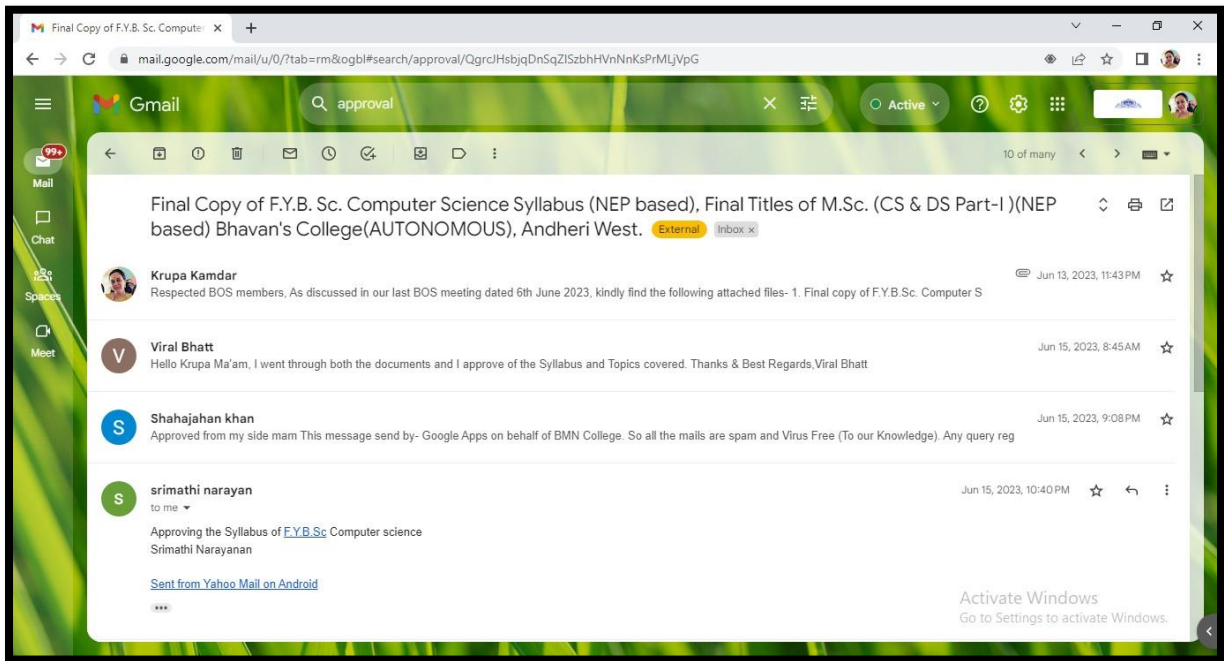 Final Copy of F.Y.B. Sc. Computer
mail.google.com/mail/u/0/?tab=rm&ogbl#search/approval/QgrcJHsbjqDnSqZlSzbhHVnNnKsPrMLjVpG
Gmail
approval
Active
99+
Mail
Chat
Spaces
Meet
10 of many
Final Copy of F.Y.B. Sc. Computer Science Syllabus (NEP based), Final Titles of M.Sc. (CS & DS Part-I )(NEP
based) Bhavan's College(AUTONOMOUS), Andheri West. External Inbox x
Krupa Kamdar Jun 13, 2023, 11:43 PM
Respected BOS members, As discussed in our last BOS meeting dated 6th June 2023, kindly find the following attached files- 1. Final copy of F.Y.B.Sc. Computer S
V
Viral Bhatt Jun 15, 2023, 8:45 AM
Hello Krupa Ma'am, I went through both the documents and I approve of the Syllabus and Topics covered. Thanks & Best Regards,Viral Bhatt
S
Shahajahan khan Jun 15, 2023, 9:08 PM
Approved from my side mam This message send by- Google Apps on behalf of BMN College. So all the mails are spam and Virus Free (To our Knowledge). Any query reg
s
srimathi narayan Jun 15, 2023, 10:40 PM
to me
Approving the Syllabus of F.Y.B.Sc Computer science
Srimathi Narayanan
Sent from Yahoo Mail on Android
Activate Windows
Go to Settings to activate Windows.